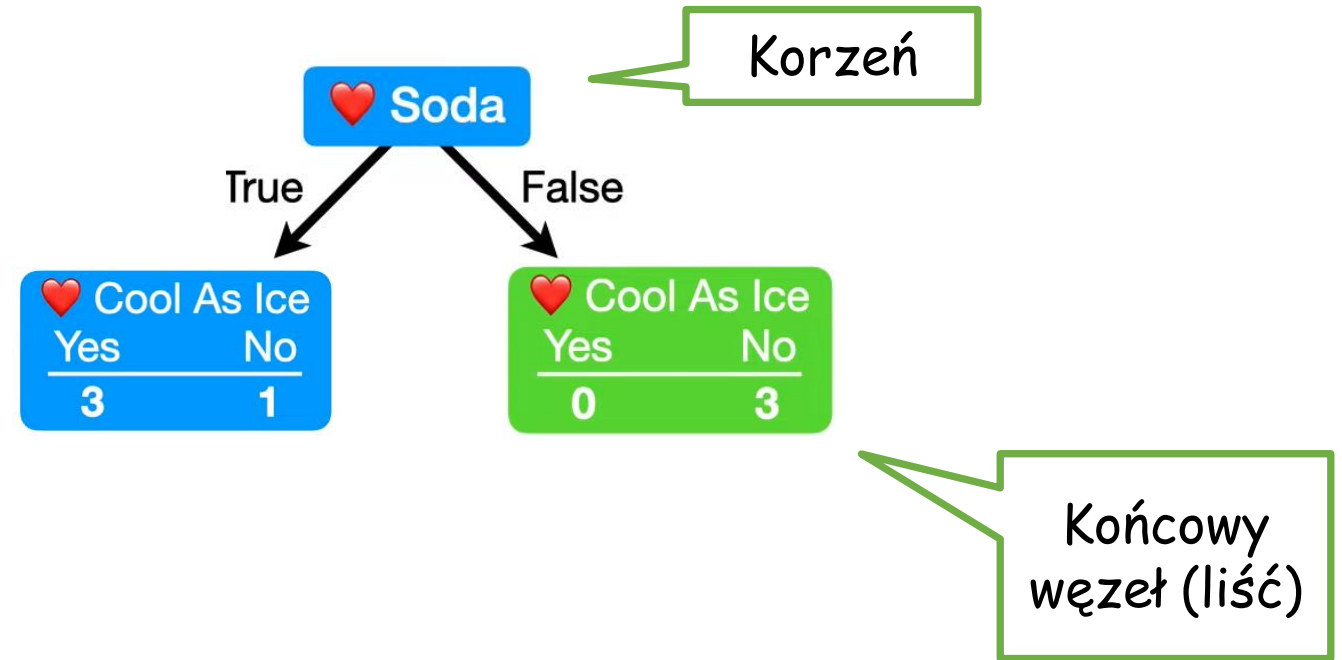 Korzeń
❤️ Soda
True False
❤️ Cool As Ice
Yes No
3 1
❤️ Cool As Ice
Yes No
0 3
Końcowy
węzeł (liść)